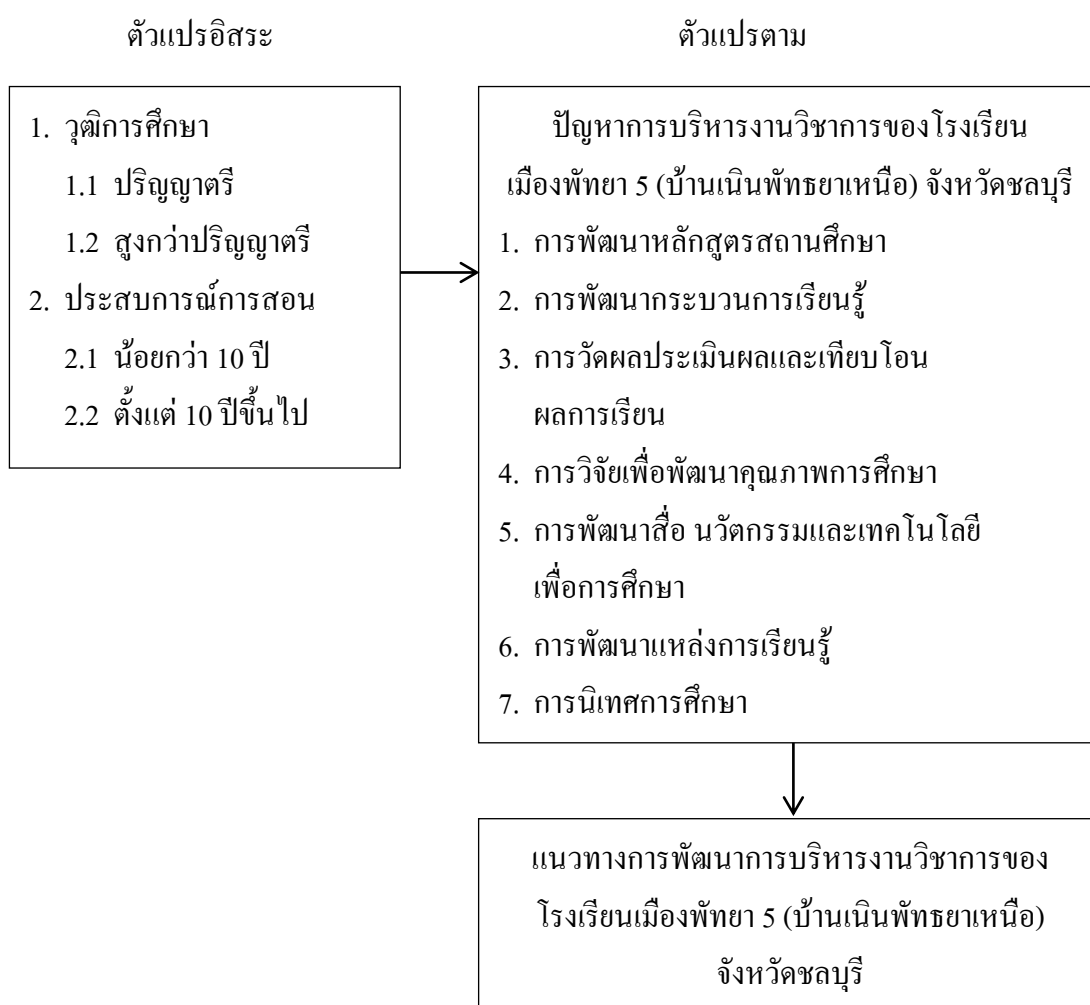 ตัวแปรอิสระ
1. วุฒิการศึกษา
1.1 ปริญญาตรี
1.2 สูงกว่าปริญญาตรี
2. ประสบการณ์การสอน
2.1 น้อยกว่า 10 ปี
2.2 ตั้งแต่ 10 ปีขึ้นไป
ตัวแปรตาม
ปัญหาการบริหารงานวิชาการของโรงเรียน
เมืองพัทยา 5 (บ้านเนินพัทธยาเหนือ) จังหวัดชลบุรี
1. การพัฒนาหลักสูตรสถานศึกษา
2. การพัฒนากระบวนการเรียนรู้
3. การวัดผลประเมินผลและเทียบโอน
ผลการเรียน
4. การวิจัยเพื่อพัฒนาคุณภาพการศึกษา
5. การพัฒนาสื่อ นวัตกรรมและเทคโนโลยี
เพื่อการศึกษา
6. การพัฒนาแหล่งการเรียนรู้
7. การนิเทศการศึกษา
แนวทางการพัฒนาการบริหารงานวิชาการของ
โรงเรียนเมืองพัทยา 5 (บ้านเนินพัทธยาเหนือ)
จังหวัดชลบุรี